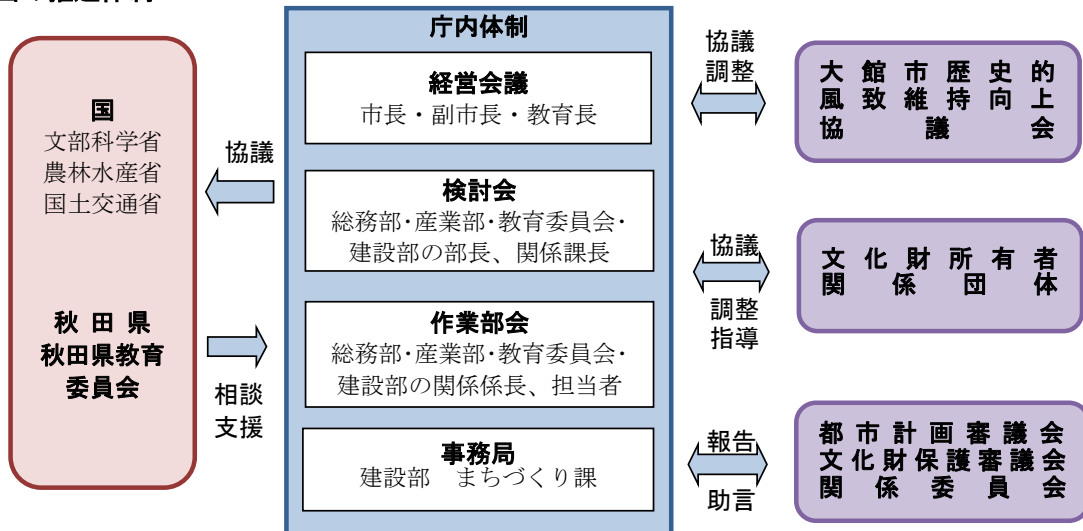 庁内体制
国
文部科学省
農林水産省
国土交通省
秋田県
秋田県教育
委員会
協議
相談
支援
経営会議
市長・副市長・教育長
検討会
総務部・産業部・教育委員会・
建設部の部長、関係課長
作業部会
総務部・産業部・教育委員会・
建設部の関係係長、担当者
事務局
建設部　まちづくり課
協議
調整
大館市歴史的
風致維持向上
協議会
協議
調整
指導
文化財所有者
関係団体
報告
助言
都市計画審議会
文化財保護審議会
関係委員会